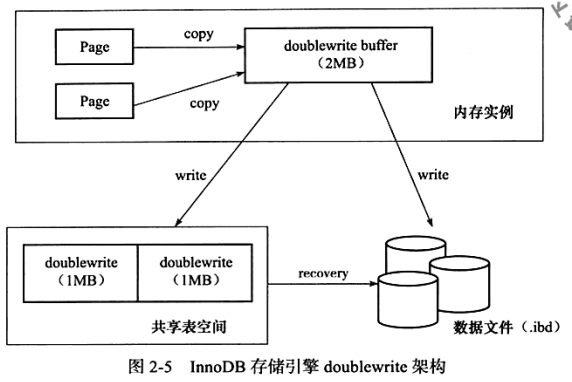 copy
Page
doublewrite buffer
（2MB）
Page
copy
内存实例
write
write
doublewrite
（1MB）
doublewrite
（1MB）
recovery
共享表空间
数据文件（.ibd）
图 2-5 InnoDB 存储引擎 doublewrite 架构